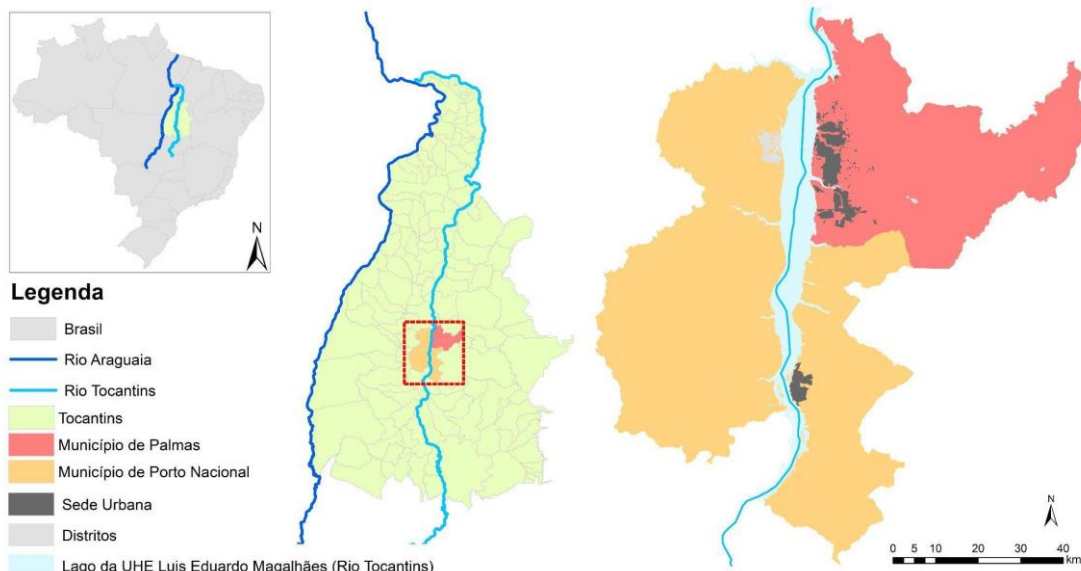 N
Legenda
Brasil
Rio Araguaia
Rio Tocantins
Tocantins
Município de Palmas
Município de Porto Nacional
Sede Urbana
Distritos
Lago da UHE Luis Eduardo Magalhães (Rio Tocantins)
N
0 5 10 20 30 40
km